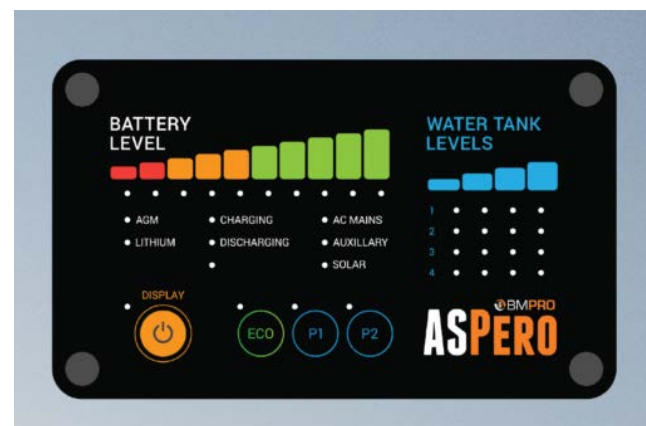 BATTERY
LEVEL
WATER TANK
LEVELS
AGM
CHARGING
AC MAINS
LITHIUM
DISCHARGING
AUXILLARY
SOLAR
1
2
3
4
DISPLAY
ECO
P1
P2
BMPRO
ASPERO